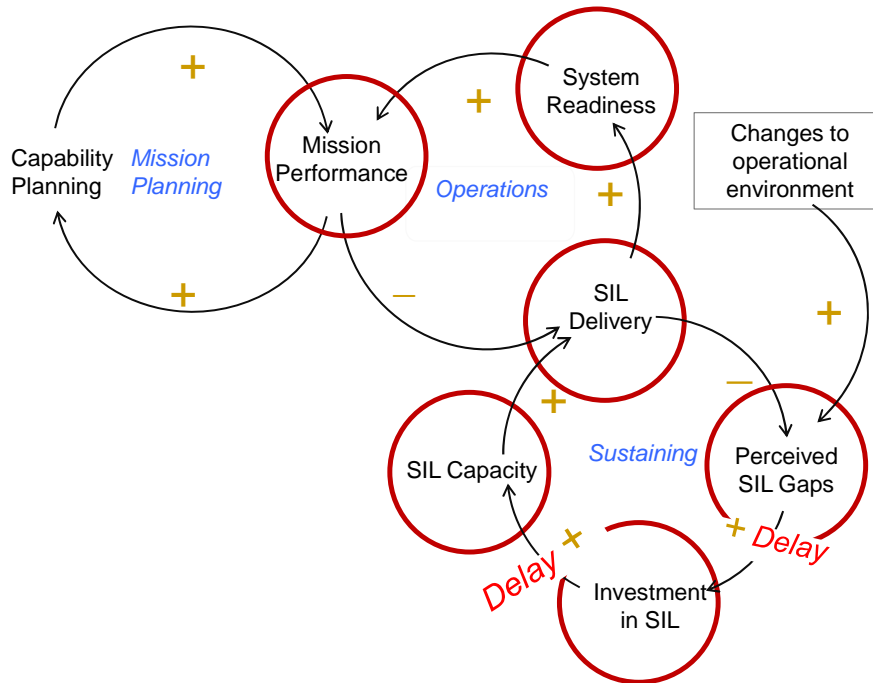 +
Capability
Planning
Mission
Planning
+
Mission
Performance
+
System
Readiness
Operations
+
Changes to
operational
environment
+
–
SIL
Delivery
–
+
SIL Capacity
Sustaining
Perceived
SIL Gaps
+ Delay
Delay +
Investment
in SIL